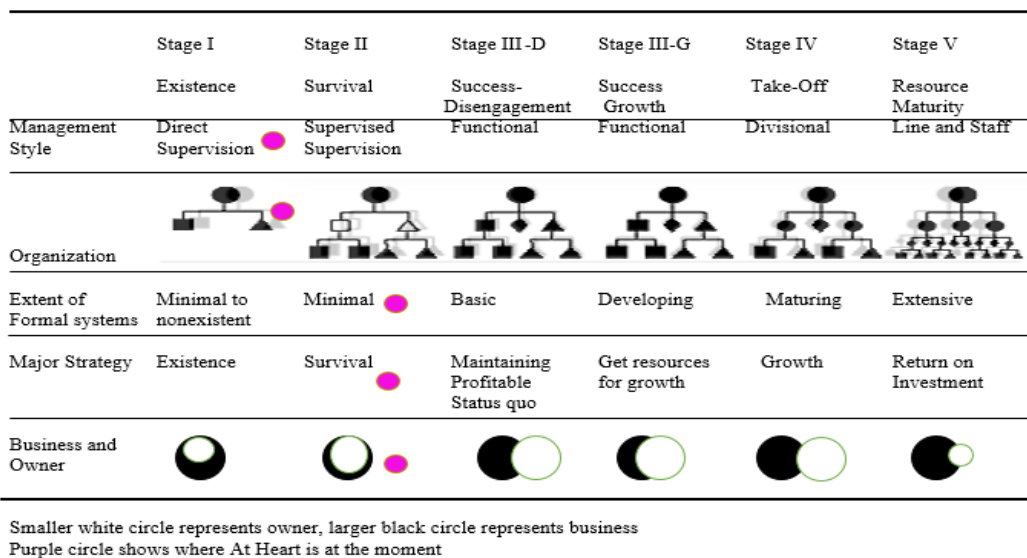 Stage I Stage II Stage III-D Stage III-G Stage IV Stage V
Existence Survival Success- Success Take-Off Resource
Disengagement Growth Maturity
Management Direct Supervised Functional Functional Divisional Line and Staff
Style Supervision Supervision
Organization
Extent of Minimal to Minimal Basic Developing Maturing Extensive
Formal systems nonexistent
Major Strategy Existence Survival Maintaining Get resources Growth Return on
Profitable for growth Investment
Status quo
Business and
Owner
Smaller white circle represents owner, larger black circle represents business
Purple circle shows where At Heart is at the moment